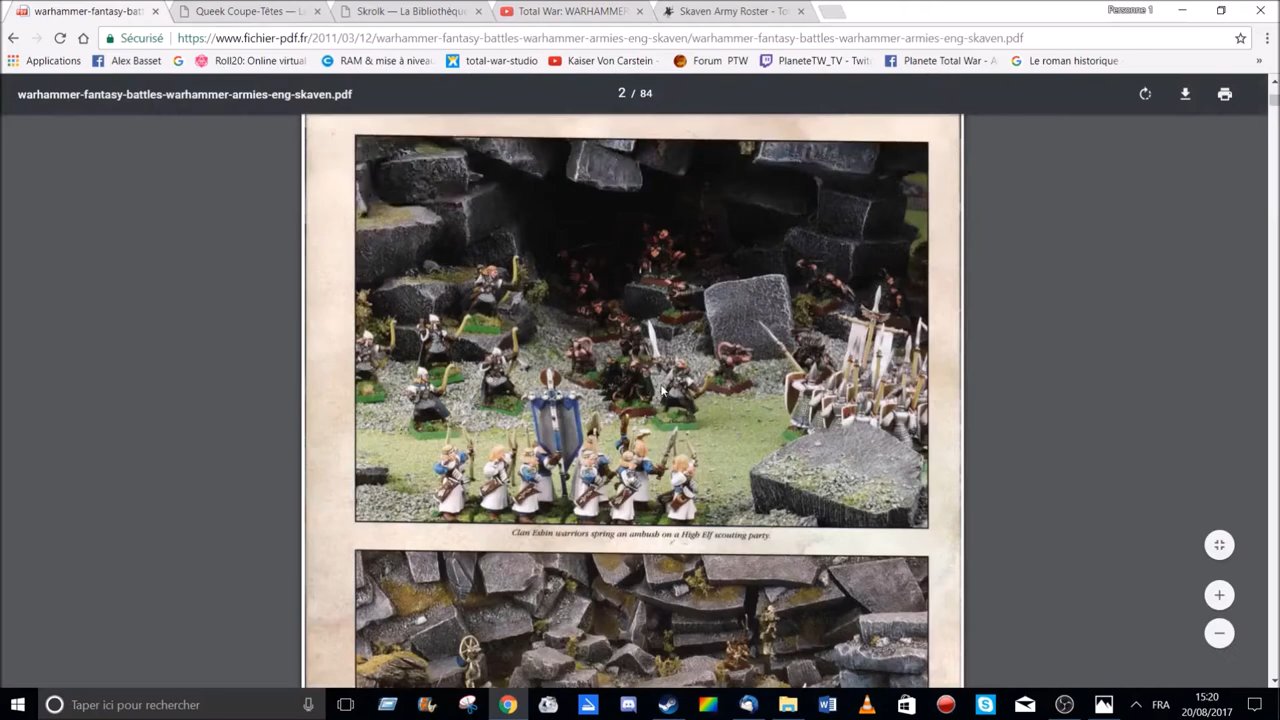 warhammer-fantasy-batt
Queek Coupe-Têtes — L
Skrolk — La Bibliothèqu
Total War: WARHAMMER
Skaven Army Roster - To
Personne 1
Sécurisé
https://www.fichier-pdf.fr/2011/03/12/warhammer-fantasy-battles-warhammer-armies-eng-skaven/warhammer-fantasy-battles-warhammer-armies-eng-skaven.pdf
Applications
Alex Basset
Roll20: Online virtual
RAM & mise à niveau
total-war-studio
Kaiser Von Carstein -
Forum PTW
PlaneteTW_TV - Twit
Planete Total War - A
Le roman historique
»
warhammer-fantasy-battles-warhammer-armies-eng-skaven.pdf
2 / 84
Clan Eshin warriors spring an ambush on a High Elf scouting party.
Taper ici pour rechercher
FRA
15:20
20/08/2017